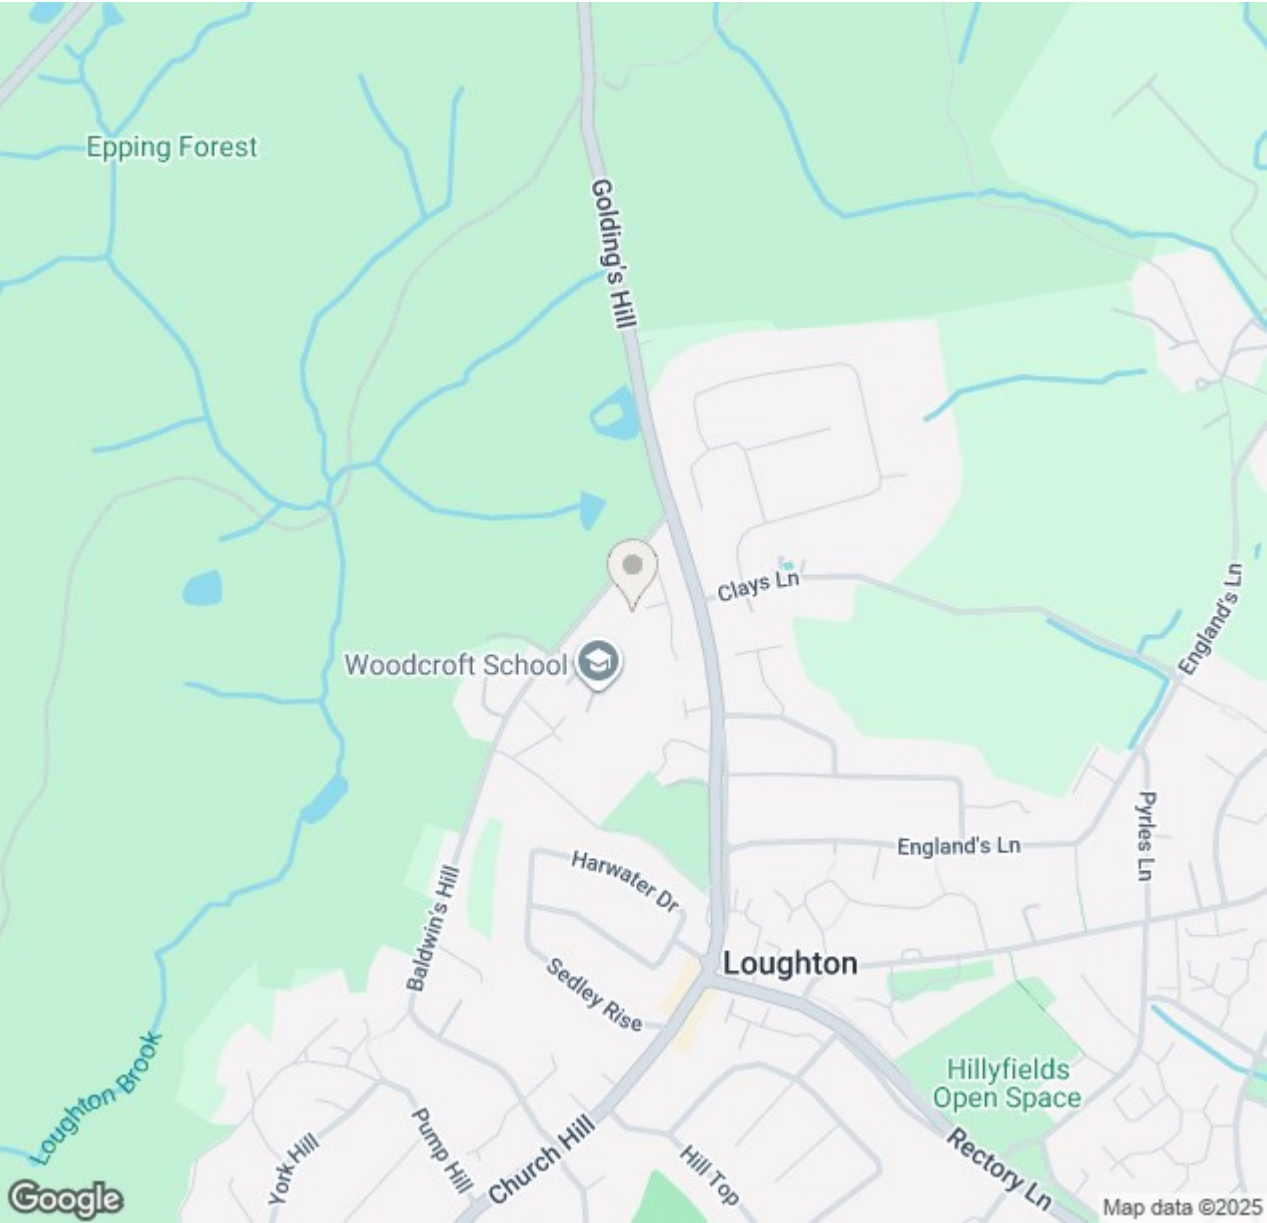 Epping Forest
Golding's Hill
Clays Ln
England's Ln
Woodcroft School
Pyrles Ln
England's Ln
Harwater Dr
Baldwin's Hill
Loughton
Sedley Rise
Loughton Brook
Hillyfields
Open Space
Pump Hill
York Hill
Church Hill
Hill Top
Rectory Ln
Google
Map data ©2025